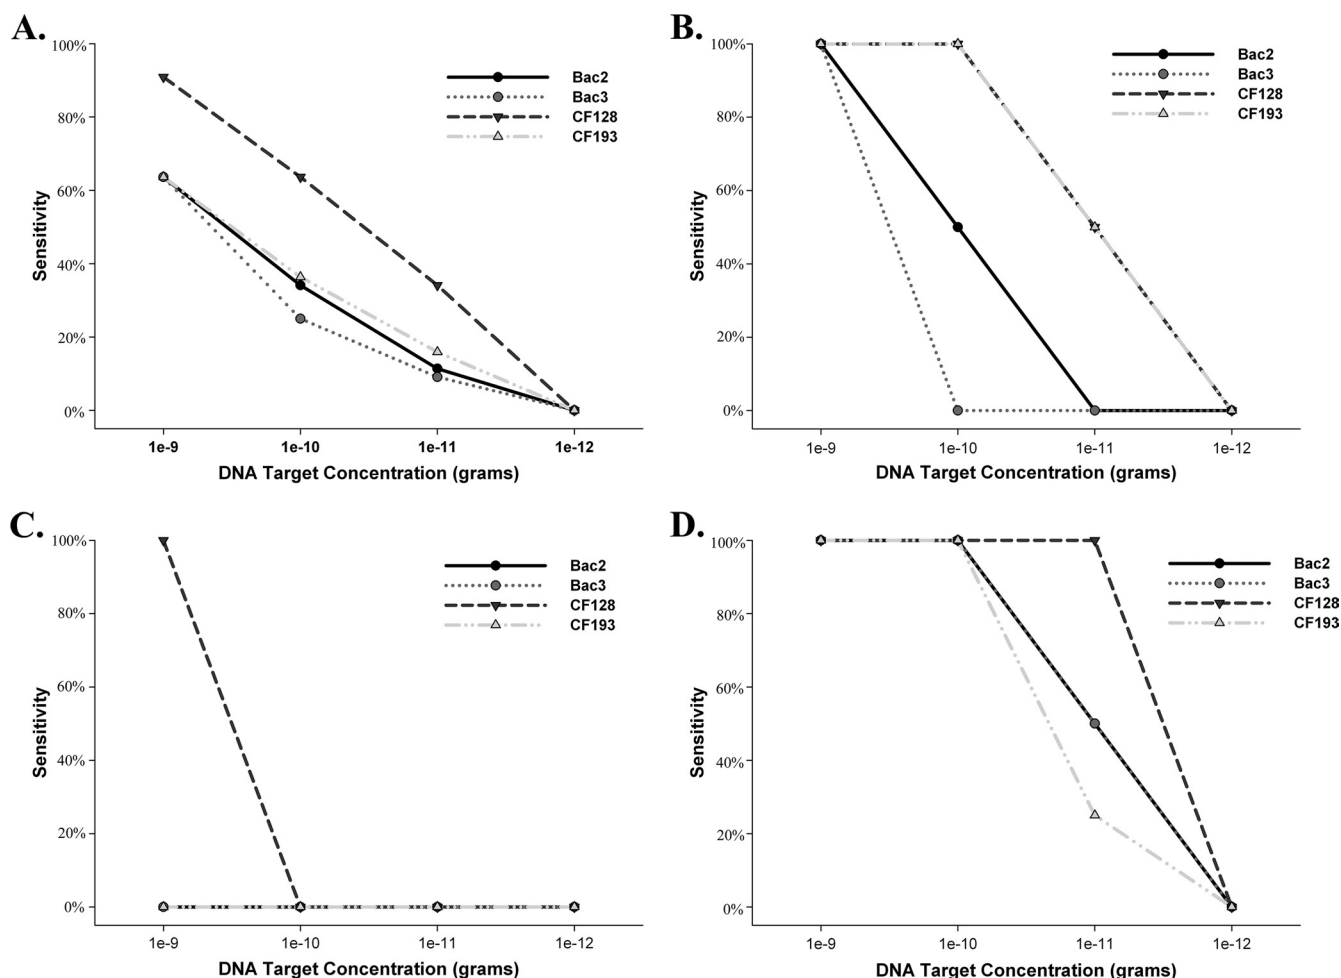 A.
100%
80%
60%
40%
20%
0%
Sensitivity
1e-9 1e-10 1e-11 1e-12
DNA Target Concentration (grams)
Bac2
Bac3
CF128
CF193
B.
100%
80%
60%
40%
20%
0%
Sensitivity
1e-9 1e-10 1e-11 1e-12
DNA Target Concentration (grams)
Bac2
Bac3
CF128
CF193
C.
100%
80%
60%
40%
20%
0%
Sensitivity
1e-9 1e-10 1e-11 1e-12
DNA Target Concentration (grams)
Bac2
Bac3
CF128
CF193
D.
100%
80%
60%
40%
20%
0%
Sensitivity
1e-9 1e-10 1e-11 1e-12
DNA Target Concentration (grams)
Bac2
Bac3
CF128
CF193